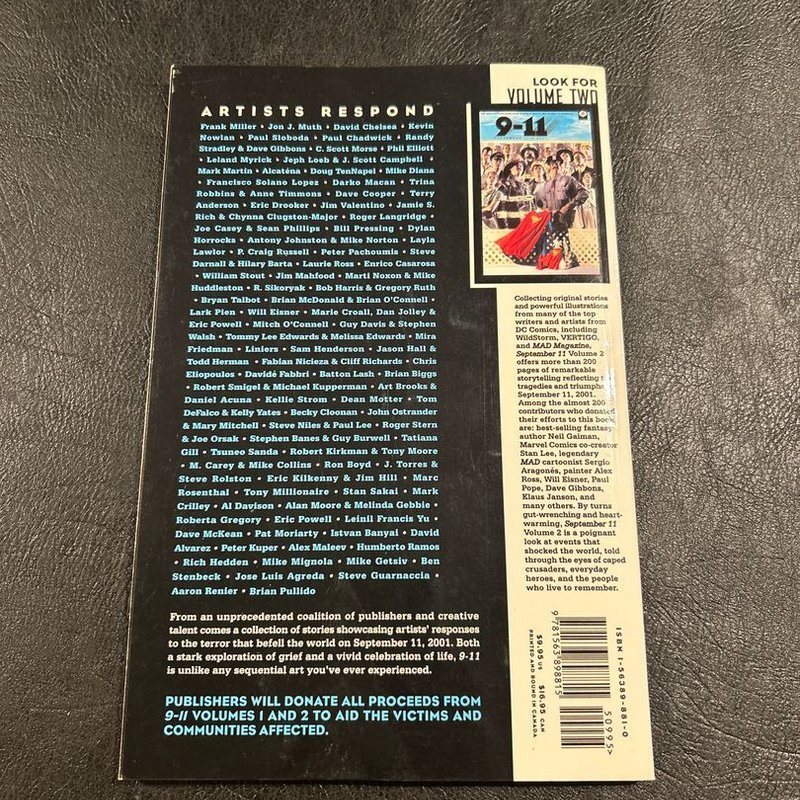 ARTISTS RESPOND
Frank Miller • Jon J. Muth • David Chelsea • Kevin
Nowlan • Paul Sloboda • Paul Chadwick • Randy
Stradley & Dave Gibbons • C. Scott Morse • Phil Elliott
• Leland Myrick • Jeph Loeb & J. Scott Campbell •
Mark Martin • Alcaténa • Doug TenNapel • Mike Diana
• Francisco Solano Lopez • Darko Macan • Trina
Robbins & Anne Timmons • Dave Cooper • Terry
Anderson • Eric Drooker • Jim Valentino • Jamie S.
Rich & Chynna Clugston-Major • Roger Langridge •
Joe Casey & Sean Phillips • Bill Pressing • Dylan
Horrocks • Antony Johnston & Mike Norton • Layla
Lawlor • P. Craig Russell • Peter Pachoumis • Steve
Darnall & Hilary Barta • Laurie Ross • Enrico Casarosa
• William Stout • Jim Mahfood • Marti Noxon & Mike
Huddleston • R. Sikoryak • Bob Harris & Gregory Ruth
• Bryan Talbot • Brian McDonald & Brian O'Connell •
Lark Pien • Will Eisner • Marie Croall, Dan Jolley &
Eric Powell • Mitch O'Connell • Guy Davis & Stephen
Walsh • Tommy Lee Edwards & Melissa Edwards • Mira
Friedman • Liniers • Sam Henderson • Jason Hall &
Todd Herman • Fabian Nicieza & Cliff Richards • Chris
Eliopoulos • Davidé Fabbri • Batton Lash • Brian Biggs
• Robert Smigel & Michael Kupperman • Art Brooks &
Daniel Acuna • Kellie Strom • Dean Motter • Tom
DeFalco & Kelly Yates • Becky Cloonan • John Ostrander
& Mary Mitchell • Steve Niles & Paul Lee • Roger Stern
& Joe Orsak • Stephen Banes & Guy Burwell • Tatiana
Gill • Tsuneo Sanda • Robert Kirkman & Tony Moore
• M. Carey & Mike Collins • Ron Boyd • J. Torres &
Steve Rolston • Eric Kilkenny & Jim Hill • Marc
Rosenthal • Tony Millionaire • Stan Sakai • Mark
Crilley • Al Davison • Alan Moore & Melinda Gebbie •
Roberta Gregory • Eric Powell • Leinil Francis Yu •
Dave McKean • Pat Moriarty • Istvan Banyai • David
Alvarez • Peter Kuper • Alex Maleev • Humberto Ramos
• Rich Hedden • Mike Mignola • Mike Getsiv • Ben
Stenbeck • Jose Luis Agreda • Steve Guarnaccia •
Aaron Renier • Brian Pullido
From an unprecedented coalition of publishers and creative
talent comes a collection of stories showcasing artists' responses
to the terror that befell the world on September 11, 2001. Both
a stark exploration of grief and a vivid celebration of life, 9-11
is unlike any sequential art you've ever experienced.
PUBLISHERS WILL DONATE ALL PROCEEDS FROM
9-11 VOLUMES 1 AND 2 TO AID THE VICTIMS AND
COMMUNITIES AFFECTED.
LOOK FOR
VOLUME TWO
9-11
Collecting original stories
and powerful illustrations
from many of the top
writers and artists from
DC Comics, including
WildStorm, VERTIGO,
and MAD Magazine,
September 11 Volume 2
offers more than 200
pages of remarkable
storytelling reflecting
tragedies and triumphs
September 11, 2001.
Among the almost 200
contributors who donated
their efforts to this book
are: best-selling fantasy
author Neil Gaiman,
Marvel Comics co-creator
Stan Lee, legendary
MAD cartoonist Sergio
Aragonés, painter Alex
Ross, Will Eisner, Paul
Pope, Dave Gibbons,
Klaus Janson, and
many others. By turns
gut-wrenching and heart-
warming, September 11
Volume 2 is a poignant
look at events that
shocked the world, told
through the eyes of caped
crusaders, everyday
heroes, and the people
who live to remember.
ISBN 1-56389-881-0
50995>
9781563898815
$9.95 US $16.95 CAN
PRINTED AND BOUND IN CANADA